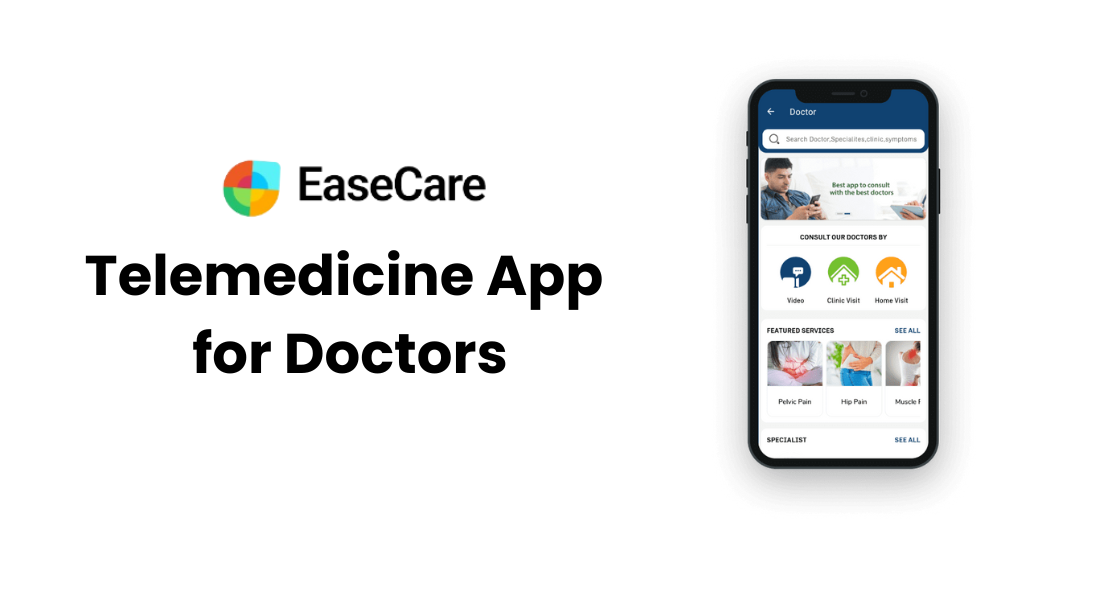 EaseCare
Telemedicine App
for Doctors
Doctor
Search Doctor,Specialites,clinic,symptoms
Best app to consult
with the best doctors
CONSULT OUR DOCTORS BY
Video
Clinic Visit
Home Visit
FEATURED SERVICES
SEE ALL
Pelvic Pain
Hip Pain
Muscle
SPECIALIST
SEE ALL